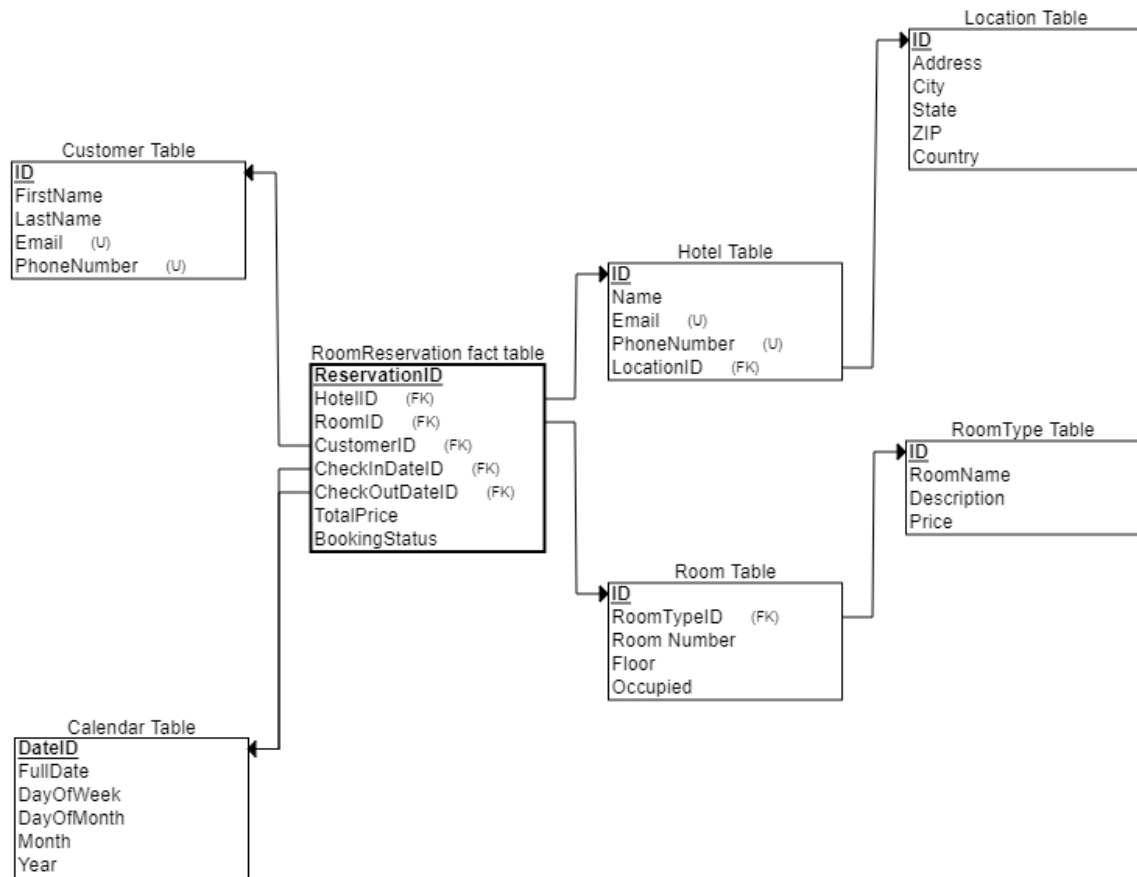 Location Table
ID
Address
City
State
ZIP
Country
Customer Table
ID
FirstName
LastName
Email (U)
PhoneNumber (U)
Hotel Table
ID
Name
Email (U)
PhoneNumber (U)
LocationID (FK)
RoomReservation fact table
ReservationID
HotelID (FK)
RoomID (FK)
CustomerID (FK)
CheckInDateID (FK)
CheckOutDateID (FK)
TotalPrice
BookingStatus
RoomType Table
ID
RoomName
Description
Price
Room Table
ID
RoomTypeID (FK)
Room Number
Floor
Occupied
Calendar Table
DateID
FullDate
DayOfWeek
DayOfMonth
Month
Year